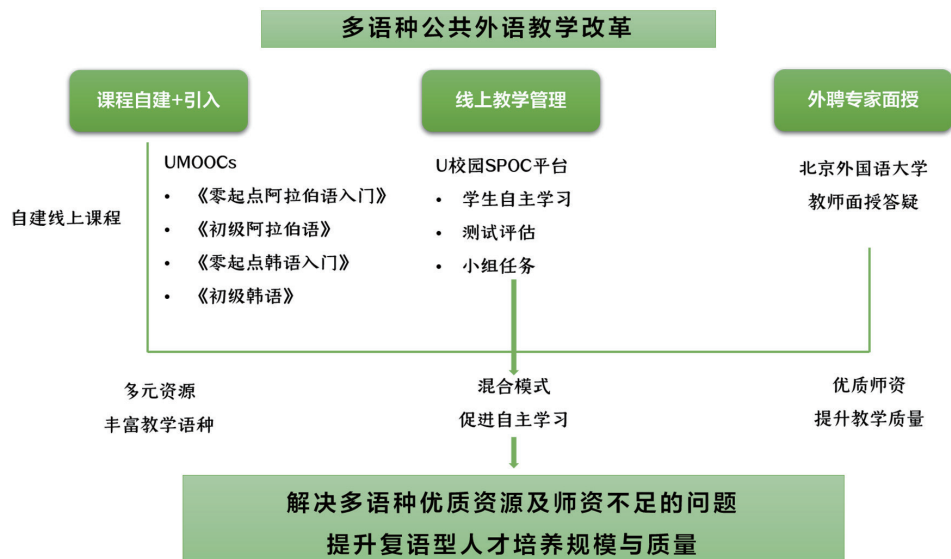 多语种公共外语教学改革
课程自建+引入
线上教学管理
外聘专家面授
自建线上课程
UMOOCs
• 《零起点阿拉伯语入门》
• 《初级阿拉伯语》
• 《零起点韩语入门》
• 《初级韩语》
U校园SPOC平台
• 学生自主学习
• 测试评估
• 小组任务
北京外国语大学
教师面授答疑
多元资源
丰富教学语种
混合模式
促进自主学习
优质师资
提升教学质量
解决多语种优质资源及师资不足的问题
提升复语型人才培养规模与质量